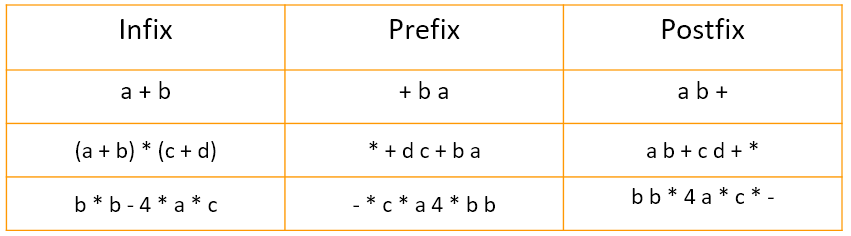 Infix Prefix Postfix
a + b + b a a b +
(a + b) * (c + d) * + d c + b a a b + c d + *
b * b - 4 * a * c - * c * a 4 * b b b b * 4 a * c * -